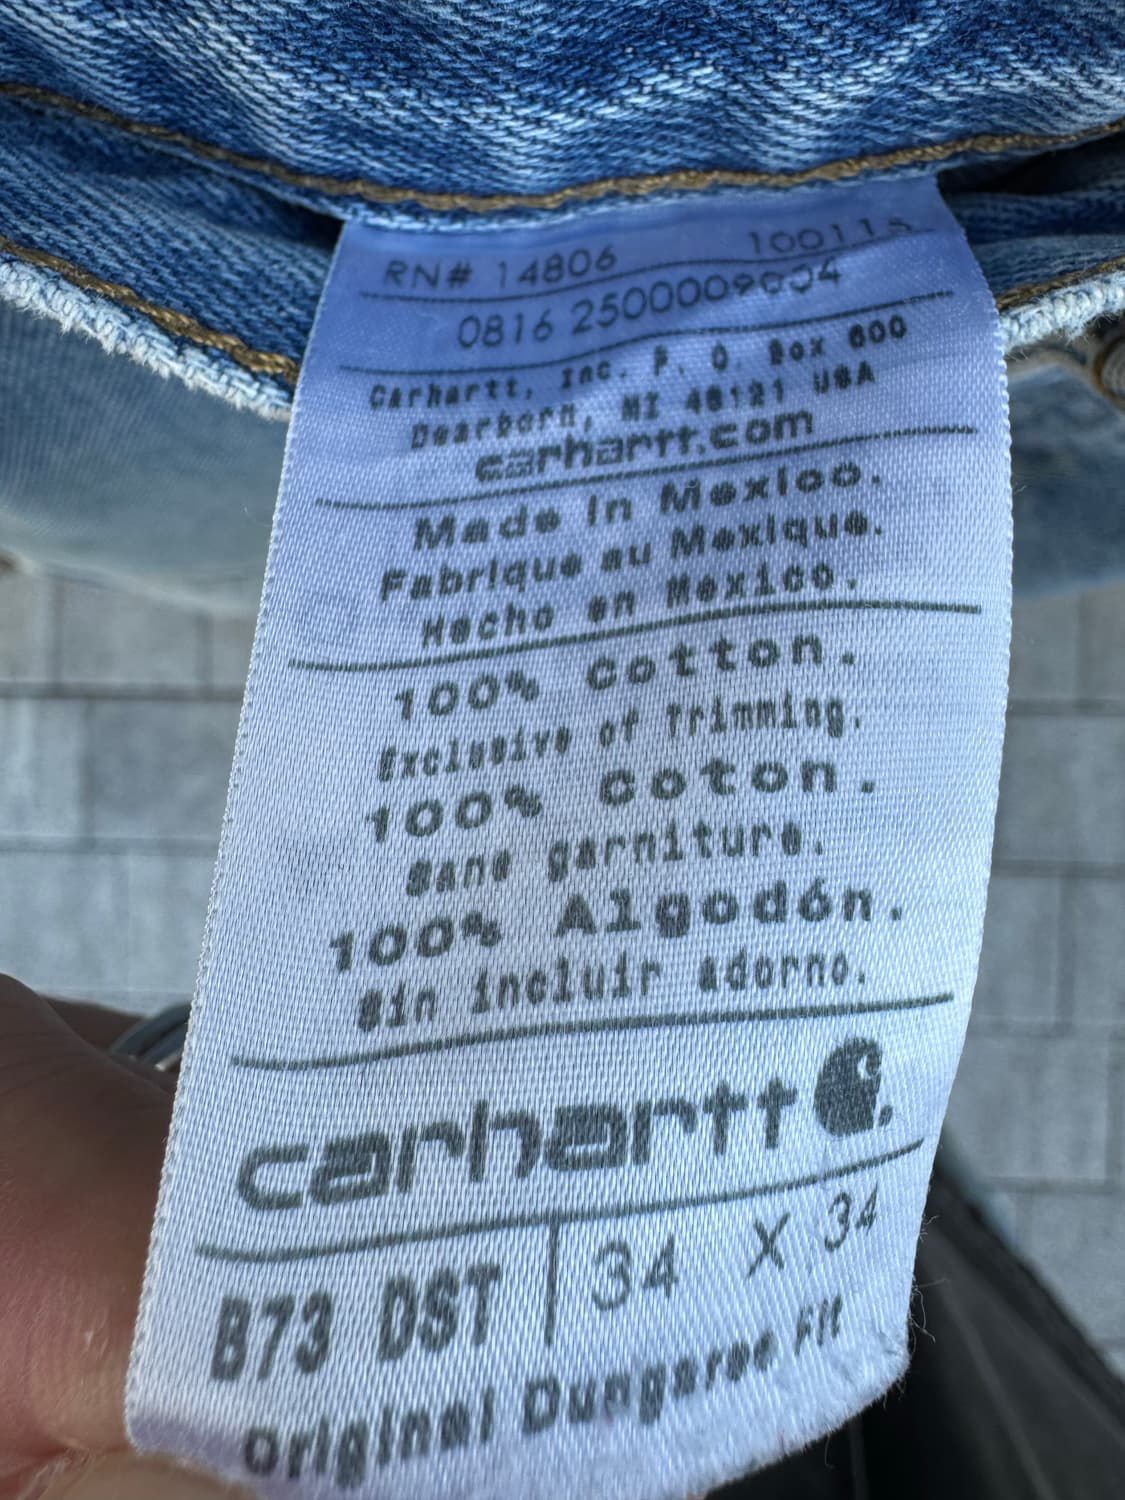 RN# 14806
0816 2500009004
Carhartt, Inc. P. O. Box 600
Dearborn, MI 48121 USA
carhartt.com
Made in Mexico.
Fabrique au Mexique.
Hecho en México.
100% Cotton.
Exclusive of Trimming.
100% Coton.
Sans garniture.
100% Algodón.
Sin incluir adorno.
carhartt
B73 DST 34 X 34
Original Dungaree Fit